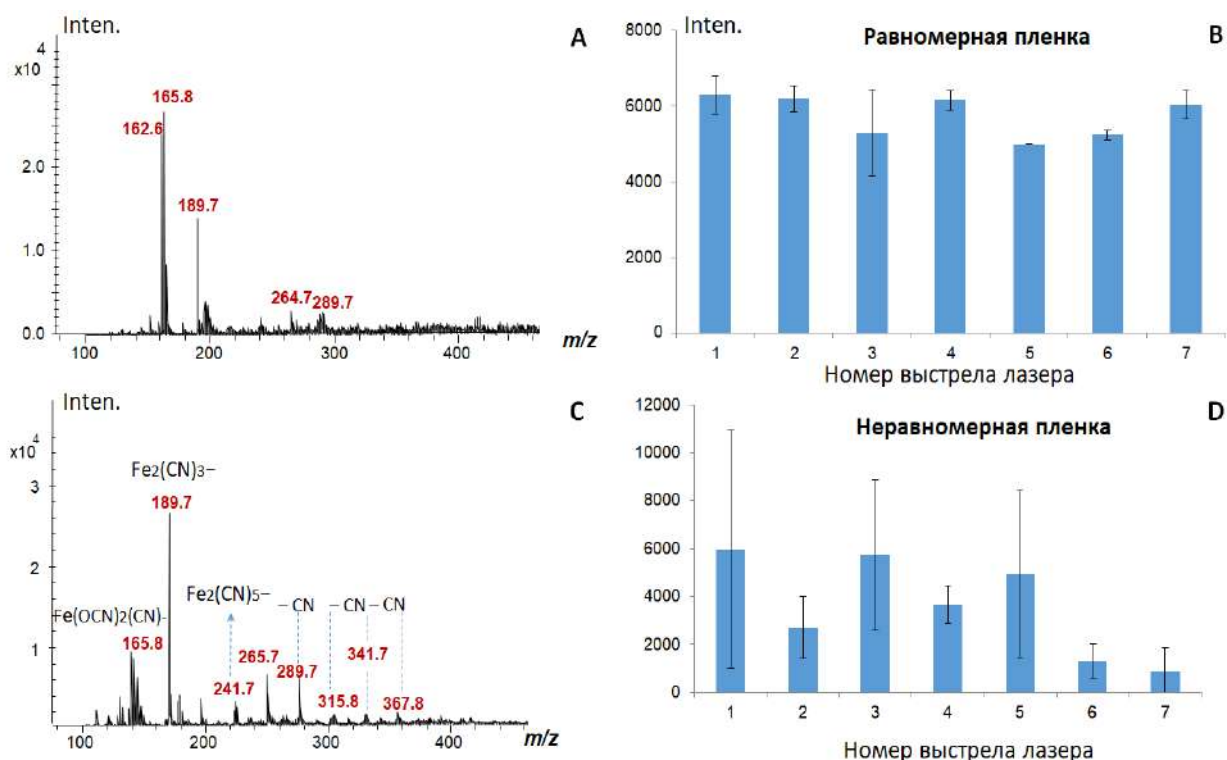 Inten.
A
4
x10
165.8
162.6
2.0
189.7
1.0
264.7
289.7
0.0
100
200
300
400
m/z
Inten.
Равномерная пленка
B
8000
6000
4000
2000
0
1 2 3 4 5 6 7
Номер выстрела лазера
Inten.
C
x10⁴
Fe2(CN)3–
3
189.7
2
Fe2(CN)5–
– CN
– CN – CN
Fe(OCN)2(CN)-
1
165.8
265.7
341.7
289.7
241.7
315.8
367.8
100
200
300
400
m/z
12000
Неравномерная пленка
D
10000
8000
6000
4000
2000
0
1 2 3 4 5 6 7
Номер выстрела лазера